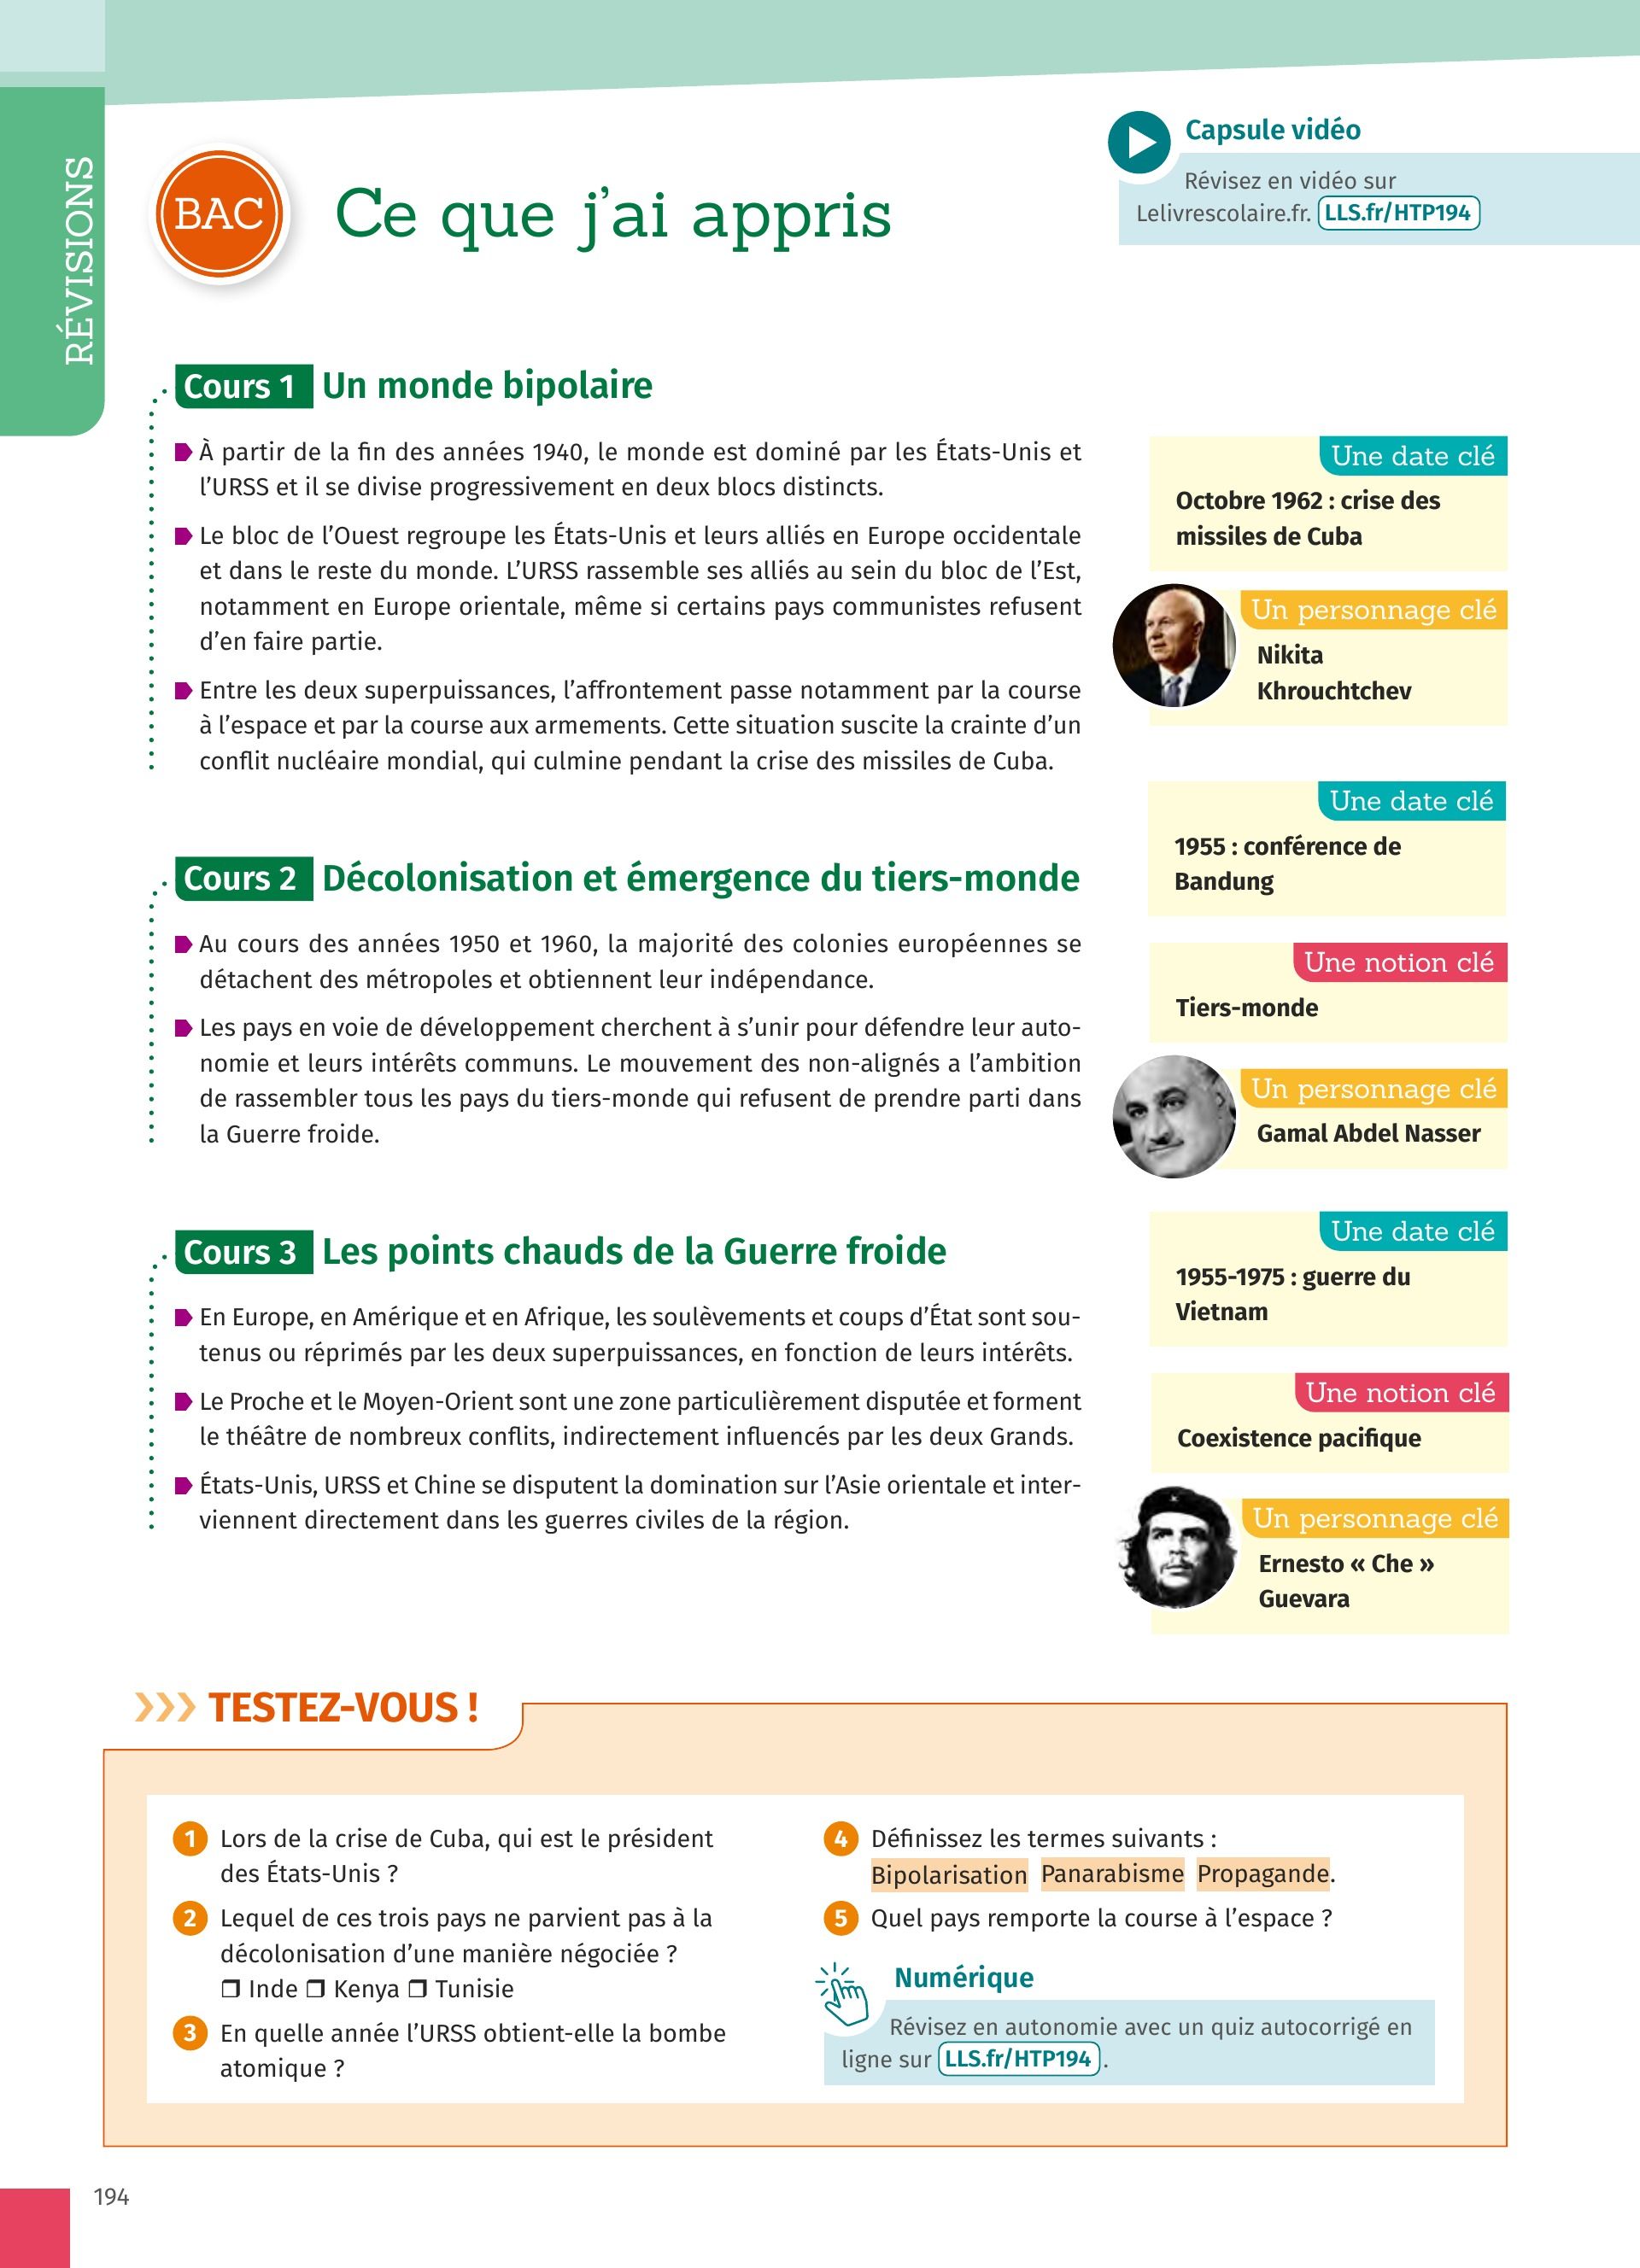 RÉVISIONS
BAC
Ce que j’ai appris
Capsule vidéo
Révisez en vidéo sur
Lelivrescolaire.fr. LLS.fr/HTP194
Cours 1 Un monde bipolaire
À partir de la fin des années 1940, le monde est dominé par les États-Unis et
l’URSS et il se divise progressivement en deux blocs distincts.
Le bloc de l’Ouest regroupe les États-Unis et leurs alliés en Europe occidentale
et dans le reste du monde. L’URSS rassemble ses alliés au sein du bloc de l’Est,
notamment en Europe orientale, même si certains pays communistes refusent
d’en faire partie.
Entre les deux superpuissances, l’affrontement passe notamment par la course
à l’espace et par la course aux armements. Cette situation suscite la crainte d’un
conflit nucléaire mondial, qui culmine pendant la crise des missiles de Cuba.
Une date clé
Octobre 1962 : crise des
missiles de Cuba
Un personnage clé
Nikita
Khrouchtchev
Cours 2 Décolonisation et émergence du tiers-monde
Au cours des années 1950 et 1960, la majorité des colonies européennes se
détachent des métropoles et obtiennent leur indépendance.
Les pays en voie de développement cherchent à s’unir pour défendre leur auto-
nomie et leurs intérêts communs. Le mouvement des non-alignés a l’ambition
de rassembler tous les pays du tiers-monde qui refusent de prendre parti dans
la Guerre froide.
Une date clé
1955 : conférence de
Bandung
Une notion clé
Tiers-monde
Un personnage clé
Gamal Abdel Nasser
Cours 3 Les points chauds de la Guerre froide
En Europe, en Amérique et en Afrique, les soulèvements et coups d’État sont sou-
tenus ou réprimés par les deux superpuissances, en fonction de leurs intérêts.
Le Proche et le Moyen-Orient sont une zone particulièrement disputée et forment
le théâtre de nombreux conflits, indirectement influencés par les deux Grands.
États-Unis, URSS et Chine se disputent la domination sur l’Asie orientale et inter-
viennent directement dans les guerres civiles de la région.
Une date clé
1955-1975 : guerre du
Vietnam
Une notion clé
Coexistence pacifique
Un personnage clé
Ernesto « Che »
Guevara
TESTEZ-VOUS !
1 Lors de la crise de Cuba, qui est le président
des États-Unis ?
2 Lequel de ces trois pays ne parvient pas à la
décolonisation d’une manière négociée ?
❒ Inde ❒ Kenya ❒ Tunisie
3 En quelle année l’URSS obtient-elle la bombe
atomique ?
4 Définissez les termes suivants :
Bipolarisation Panarabisme Propagande.
5 Quel pays remporte la course à l’espace ?
Numérique
Révisez en autonomie avec un quiz autocorrigé en
ligne sur LLS.fr/HTP194.
194